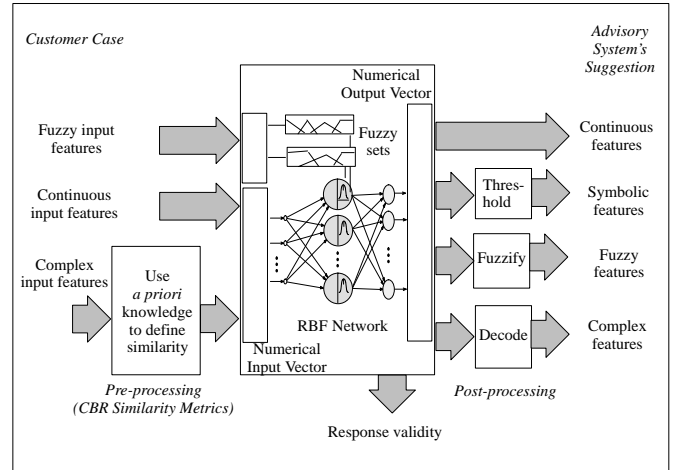 Customer Case
Advisory
System's
Suggestion
Numerical
Output Vector
Fuzzy input
features
Fuzzy
sets
Continuous
features
Continuous
input features
Thres-
hold
Symbolic
features
Complex
input features
Use
a priori
knowledge
to define
similarity
Fuzzify
Fuzzy
features
RBF Network
Decode
Complex
features
Numerical
Input Vector
Pre-processing
(CBR Similarity Metrics)
Post-processing
Response validity